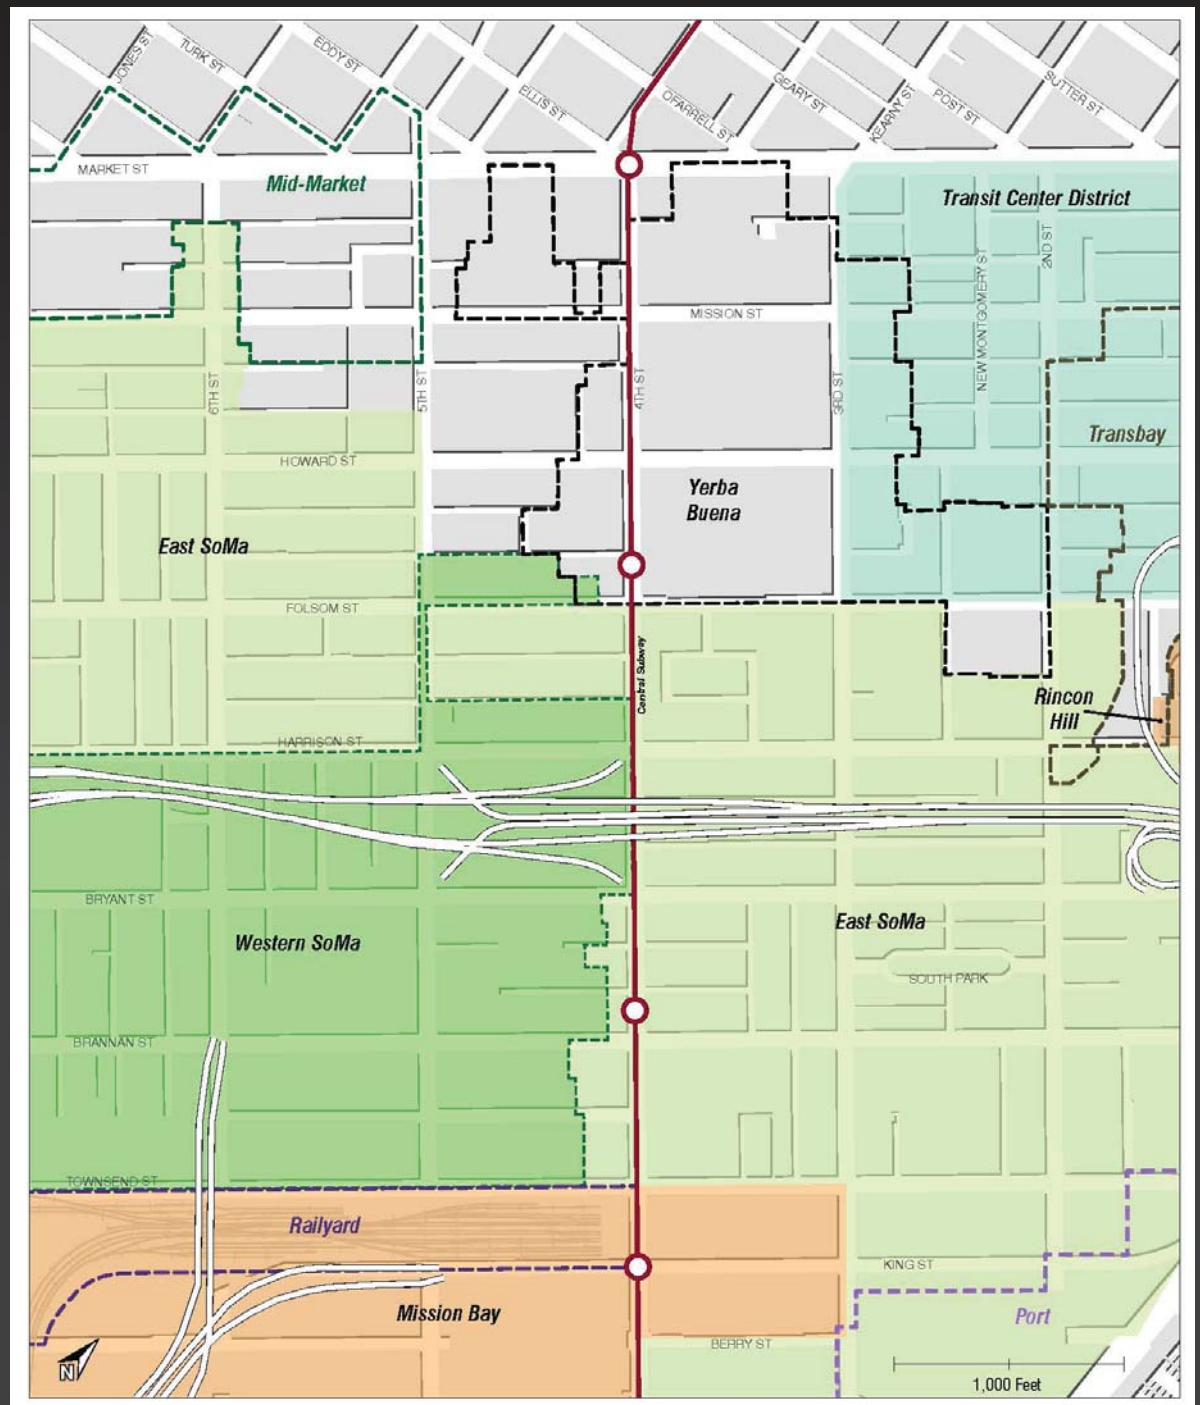 JONES ST
TURK ST
EDDY ST
ELLIS ST
OFARRELL ST
GEARY ST
KEARNY ST
POST ST
SUTTER ST
MARKET ST
Mid-Market
Transit Center District
2ND ST
NEW MONTGOMERY ST
MISSION ST
6TH ST
5TH ST
4TH ST
3RD ST
Transbay
HOWARD ST
Yerba
Buena
East SoMa
FOLSOM ST
Central Subway
Rincon
Hill
HARRISON ST
BRYANT ST
Western SoMa
East SoMa
SOUTH PARK
BRANNAN ST
TOWNSEND ST
Railyard
KING ST
Mission Bay
Port
BERRY ST
N
1,000 Feet